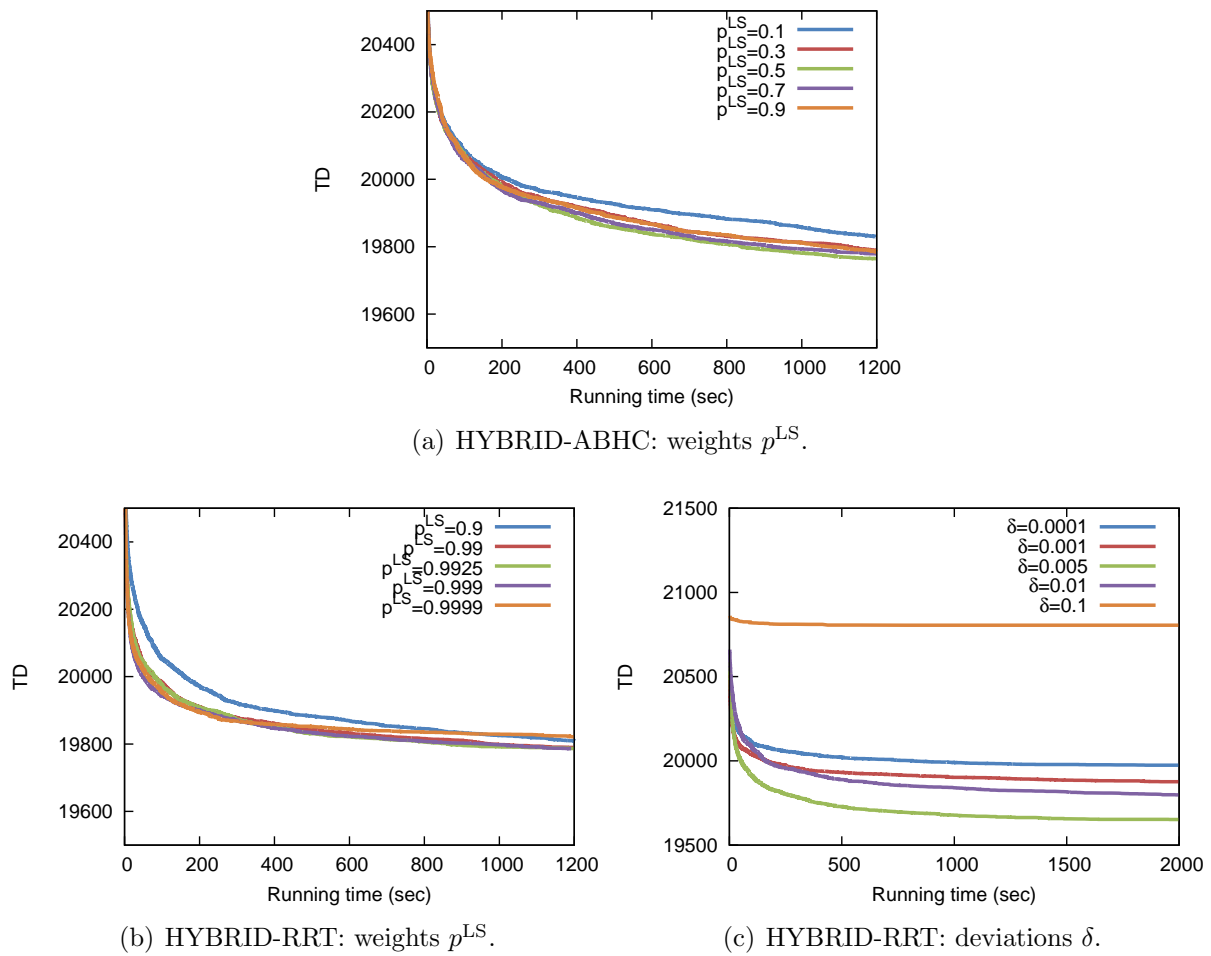 20400
20200
20000
19800
19600
TD
p^LS=0.1
p^LS=0.3
p^LS=0.5
p^LS=0.7
p^LS=0.9
0 200 400 600 800 1000 1200
Running time (sec)
(a) HYBRID-ABHC: weights p^LS.
20400
20200
20000
19800
19600
TD
p^LS=0.9
p^LS=0.99
p^LS=0.9925
p^LS=0.999
p^LS=0.9999
0 200 400 600 800 1000 1200
Running time (sec)
(b) HYBRID-RRT: weights p^LS.
21500
21000
20500
20000
19500
TD
δ=0.0001
δ=0.001
δ=0.005
δ=0.01
δ=0.1
0 500 1000 1500 2000
Running time (sec)
(c) HYBRID-RRT: deviations δ.